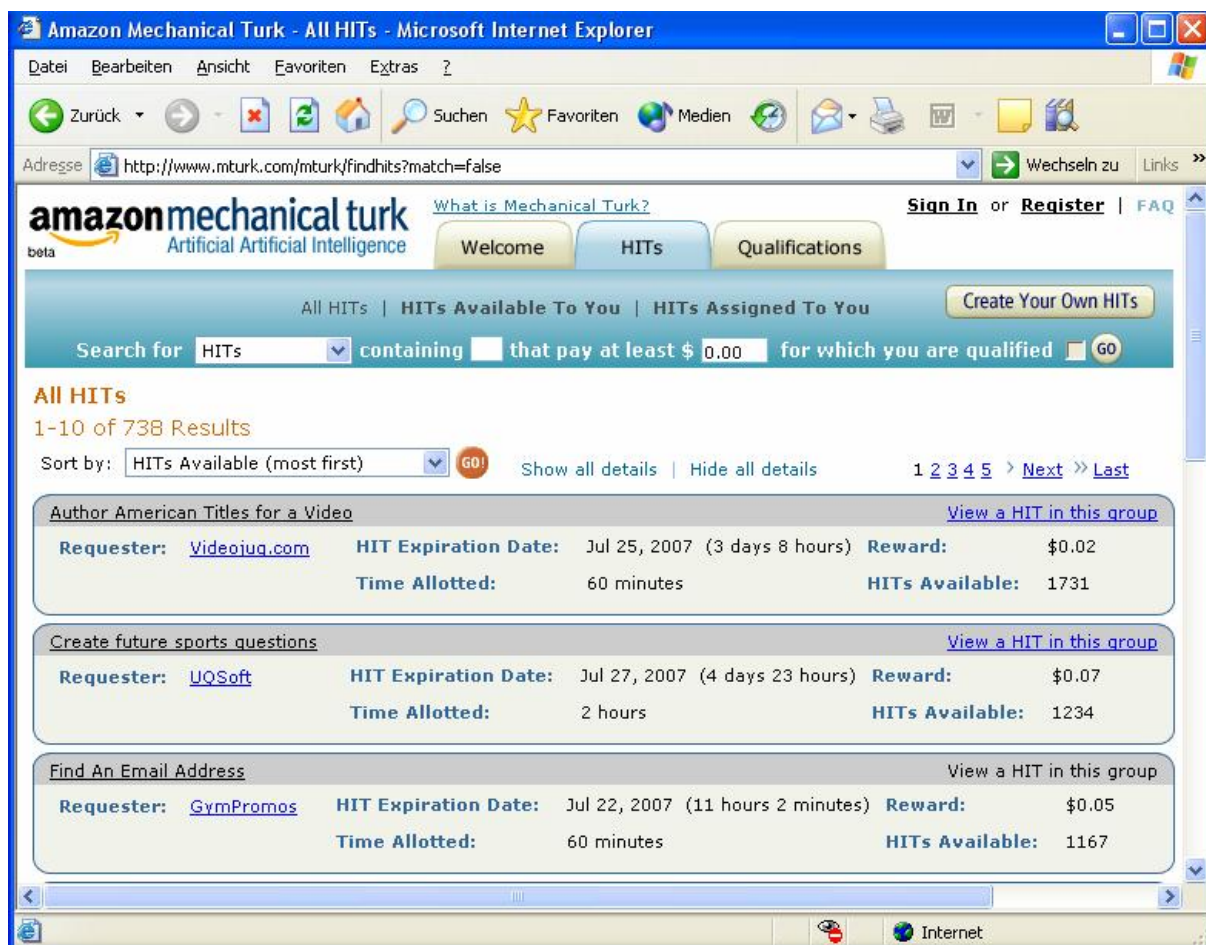 Amazon Mechanical Turk - All HITs - Microsoft Internet Explorer
Datei Bearbeiten Ansicht Favoriten Extras ?
Zurück Suchen Favoriten Medien
Adresse http://www.mturk.com/mturk/findhits?match=false Wechseln zu Links »
amazon mechanical turk What is Mechanical Turk? Sign In or Register | FAQ
beta Artificial Artificial Intelligence Welcome HITs Qualifications
All HITs | HITs Available To You | HITs Assigned To You Create Your Own HITs
Search for HITs containing that pay at least $ 0.00 for which you are qualified GO
All HITs
1-10 of 738 Results
Sort by: HITs Available (most first) GO! Show all details | Hide all details 1 2 3 4 5 › Next » Last
Author American Titles for a Video View a HIT in this group
Requester: Videojug.com HIT Expiration Date: Jul 25, 2007 (3 days 8 hours) Reward: $0.02
Time Allotted: 60 minutes HITs Available: 1731
Create future sports questions View a HIT in this group
Requester: UQSoft HIT Expiration Date: Jul 27, 2007 (4 days 23 hours) Reward: $0.07
Time Allotted: 2 hours HITs Available: 1234
Find An Email Address View a HIT in this group
Requester: GymPromos HIT Expiration Date: Jul 22, 2007 (11 hours 2 minutes) Reward: $0.05
Time Allotted: 60 minutes HITs Available: 1167
Internet